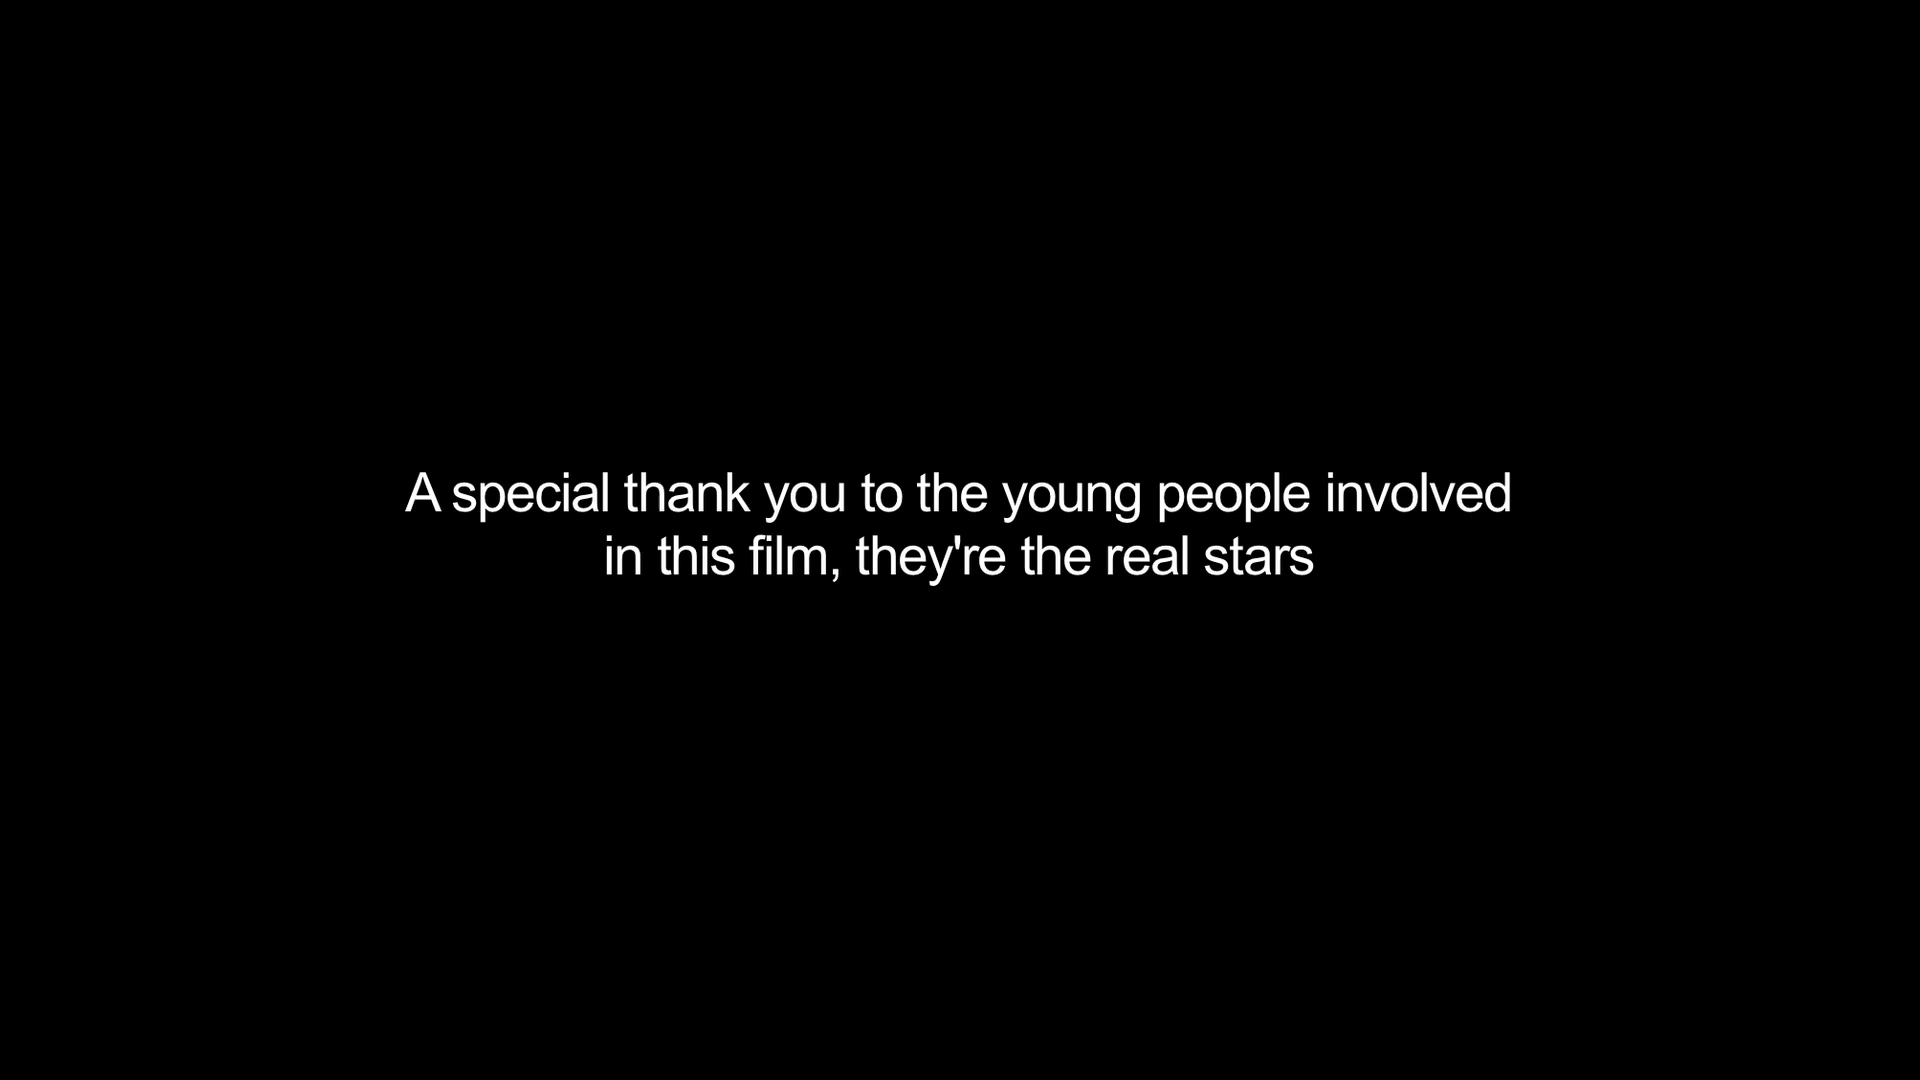 A special thank you to the young people involved
in this film, they're the real stars